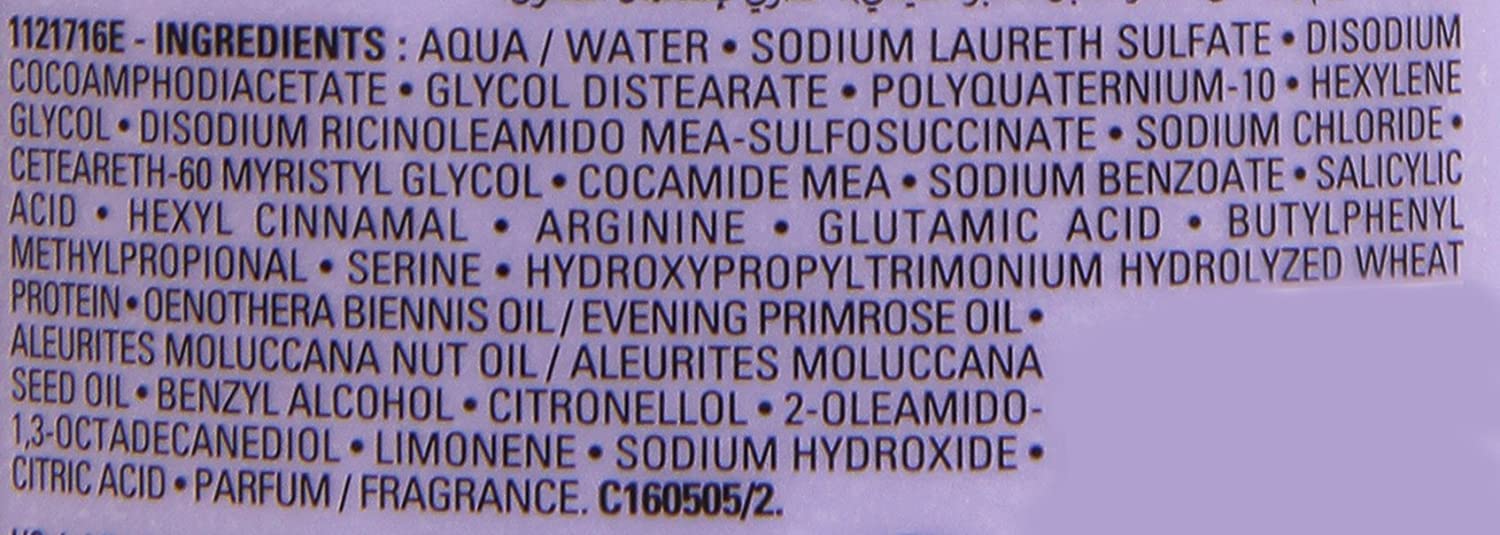 1121716E - INGREDIENTS : AQUA / WATER • SODIUM LAURETH SULFATE • DISODIUM
COCOAMPHODIACETATE • GLYCOL DISTEARATE • POLYQUATERNIUM-10 • HEXYLENE
GLYCOL • DISODIUM RICINOLEAMIDO MEA-SULFOSUCCINATE • SODIUM CHLORIDE •
CETEARETH-60 MYRISTYL GLYCOL • COCAMIDE MEA • SODIUM BENZOATE • SALICYLIC
ACID • HEXYL CINNAMAL • ARGININE • GLUTAMIC ACID • BUTYLPHENYL
METHYLPROPIONAL • SERINE • HYDROXYPROPYLTRIMONIUM HYDROLYZED WHEAT
PROTEIN • OENOTHERA BIENNIS OIL / EVENING PRIMROSE OIL •
ALEURITES MOLUCCANA NUT OIL / ALEURITES MOLUCCANA
SEED OIL • BENZYL ALCOHOL • CITRONELLOL • 2-OLEAMIDO-
1,3-OCTADECANEDIOL • LIMONENE • SODIUM HYDROXIDE •
CITRIC ACID • PARFUM / FRAGRANCE. C160505/2.